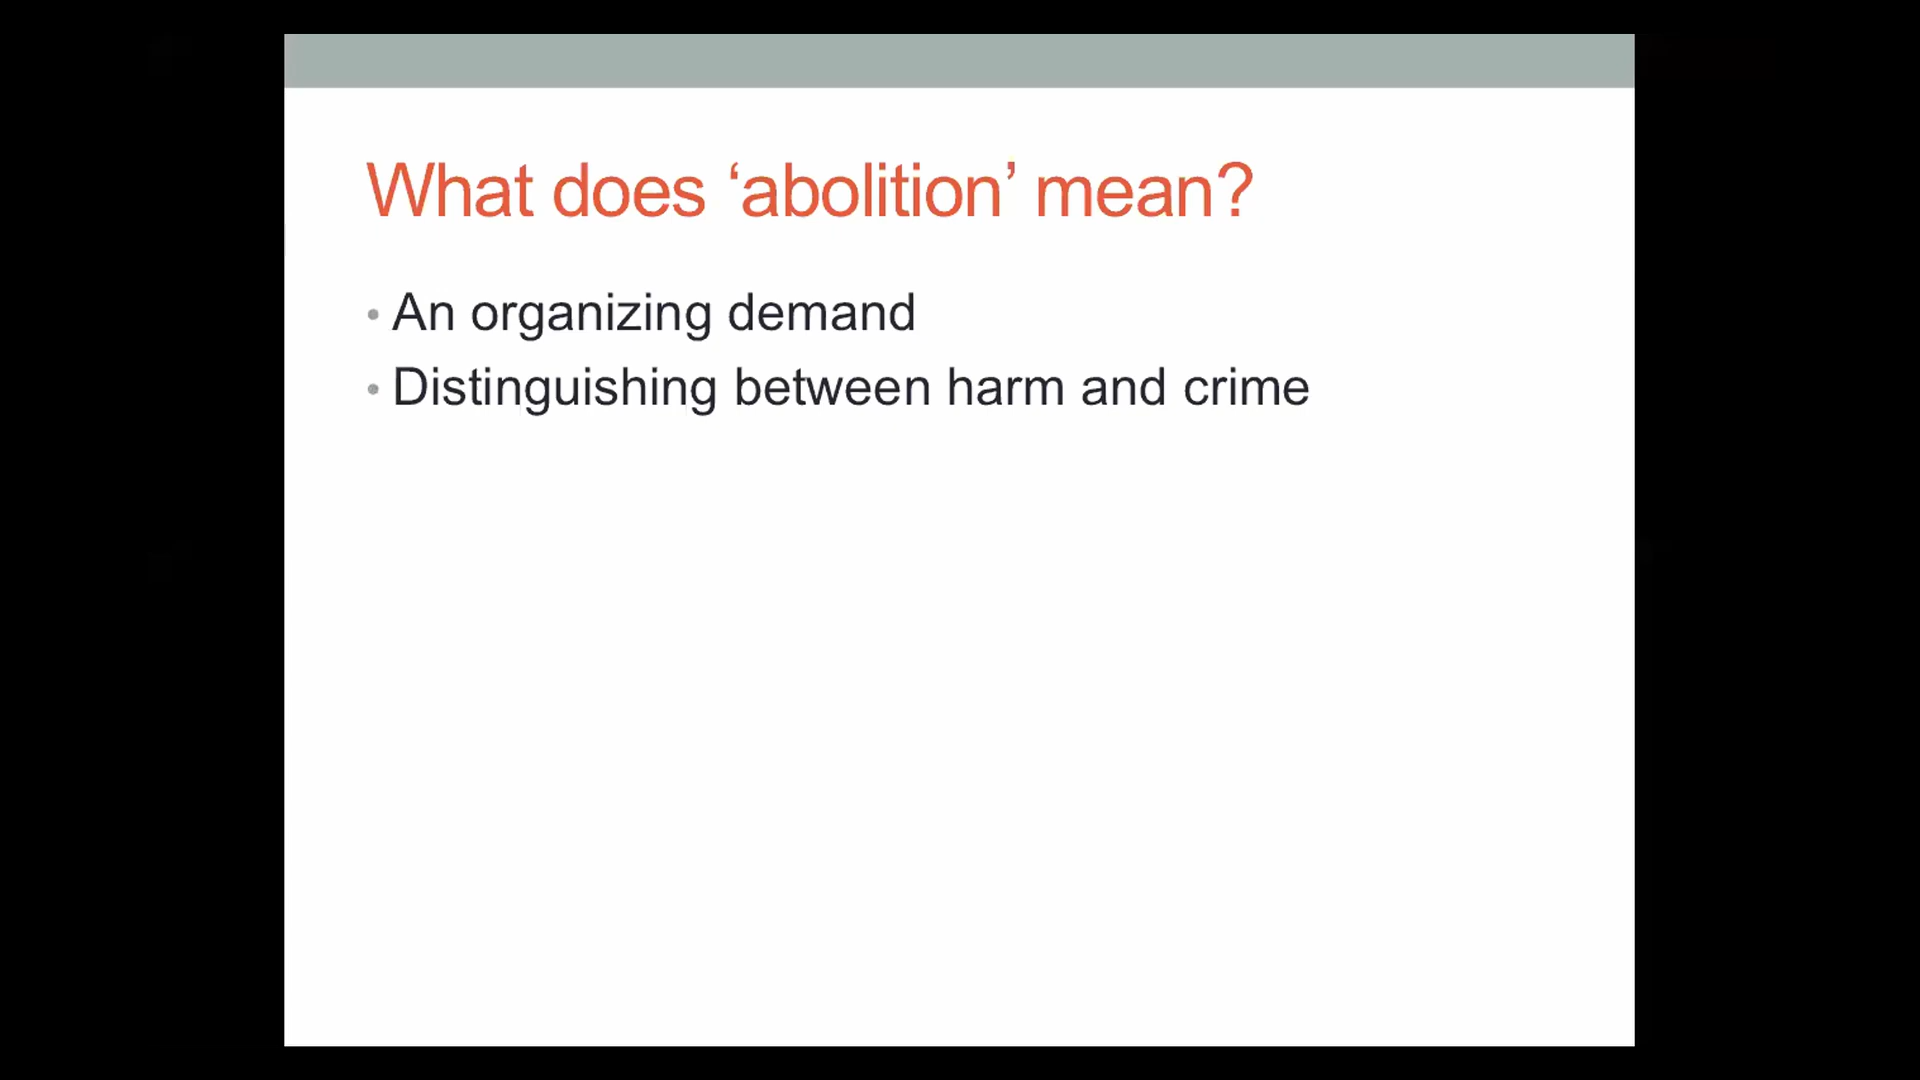 What does ‘abolition’ mean?
• An organizing demand
• Distinguishing between harm and crime